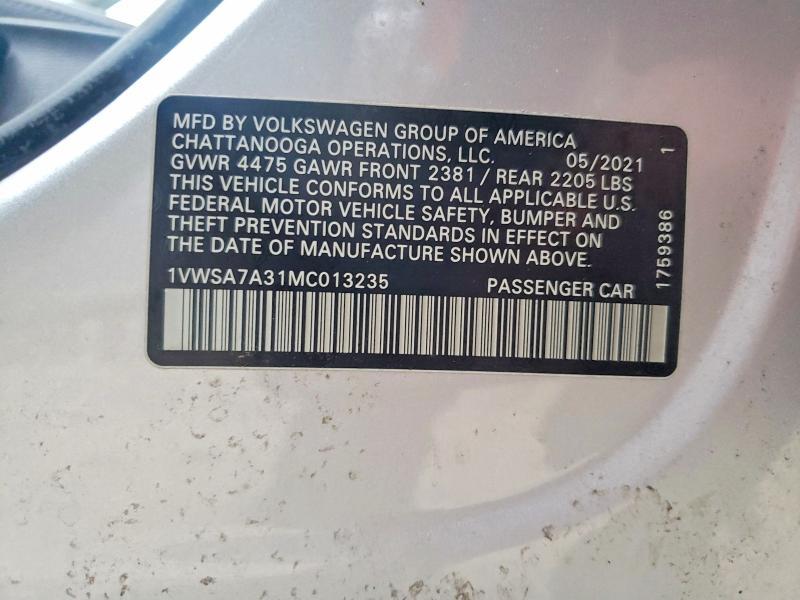 MFD BY VOLKSWAGEN GROUP OF AMERICA
CHATTANOOGA OPERATIONS, LLC. 05/2021
GVWR 4475 GAWR FRONT 2381 / REAR 2205 LBS
THIS VEHICLE CONFORMS TO ALL APPLICABLE U.S.
FEDERAL MOTOR VEHICLE SAFETY, BUMPER AND
THEFT PREVENTION STANDARDS IN EFFECT ON
THE DATE OF MANUFACTURE SHOWN ABOVE.
1VWSA7A31MC013235 PASSENGER CAR
1759386 1